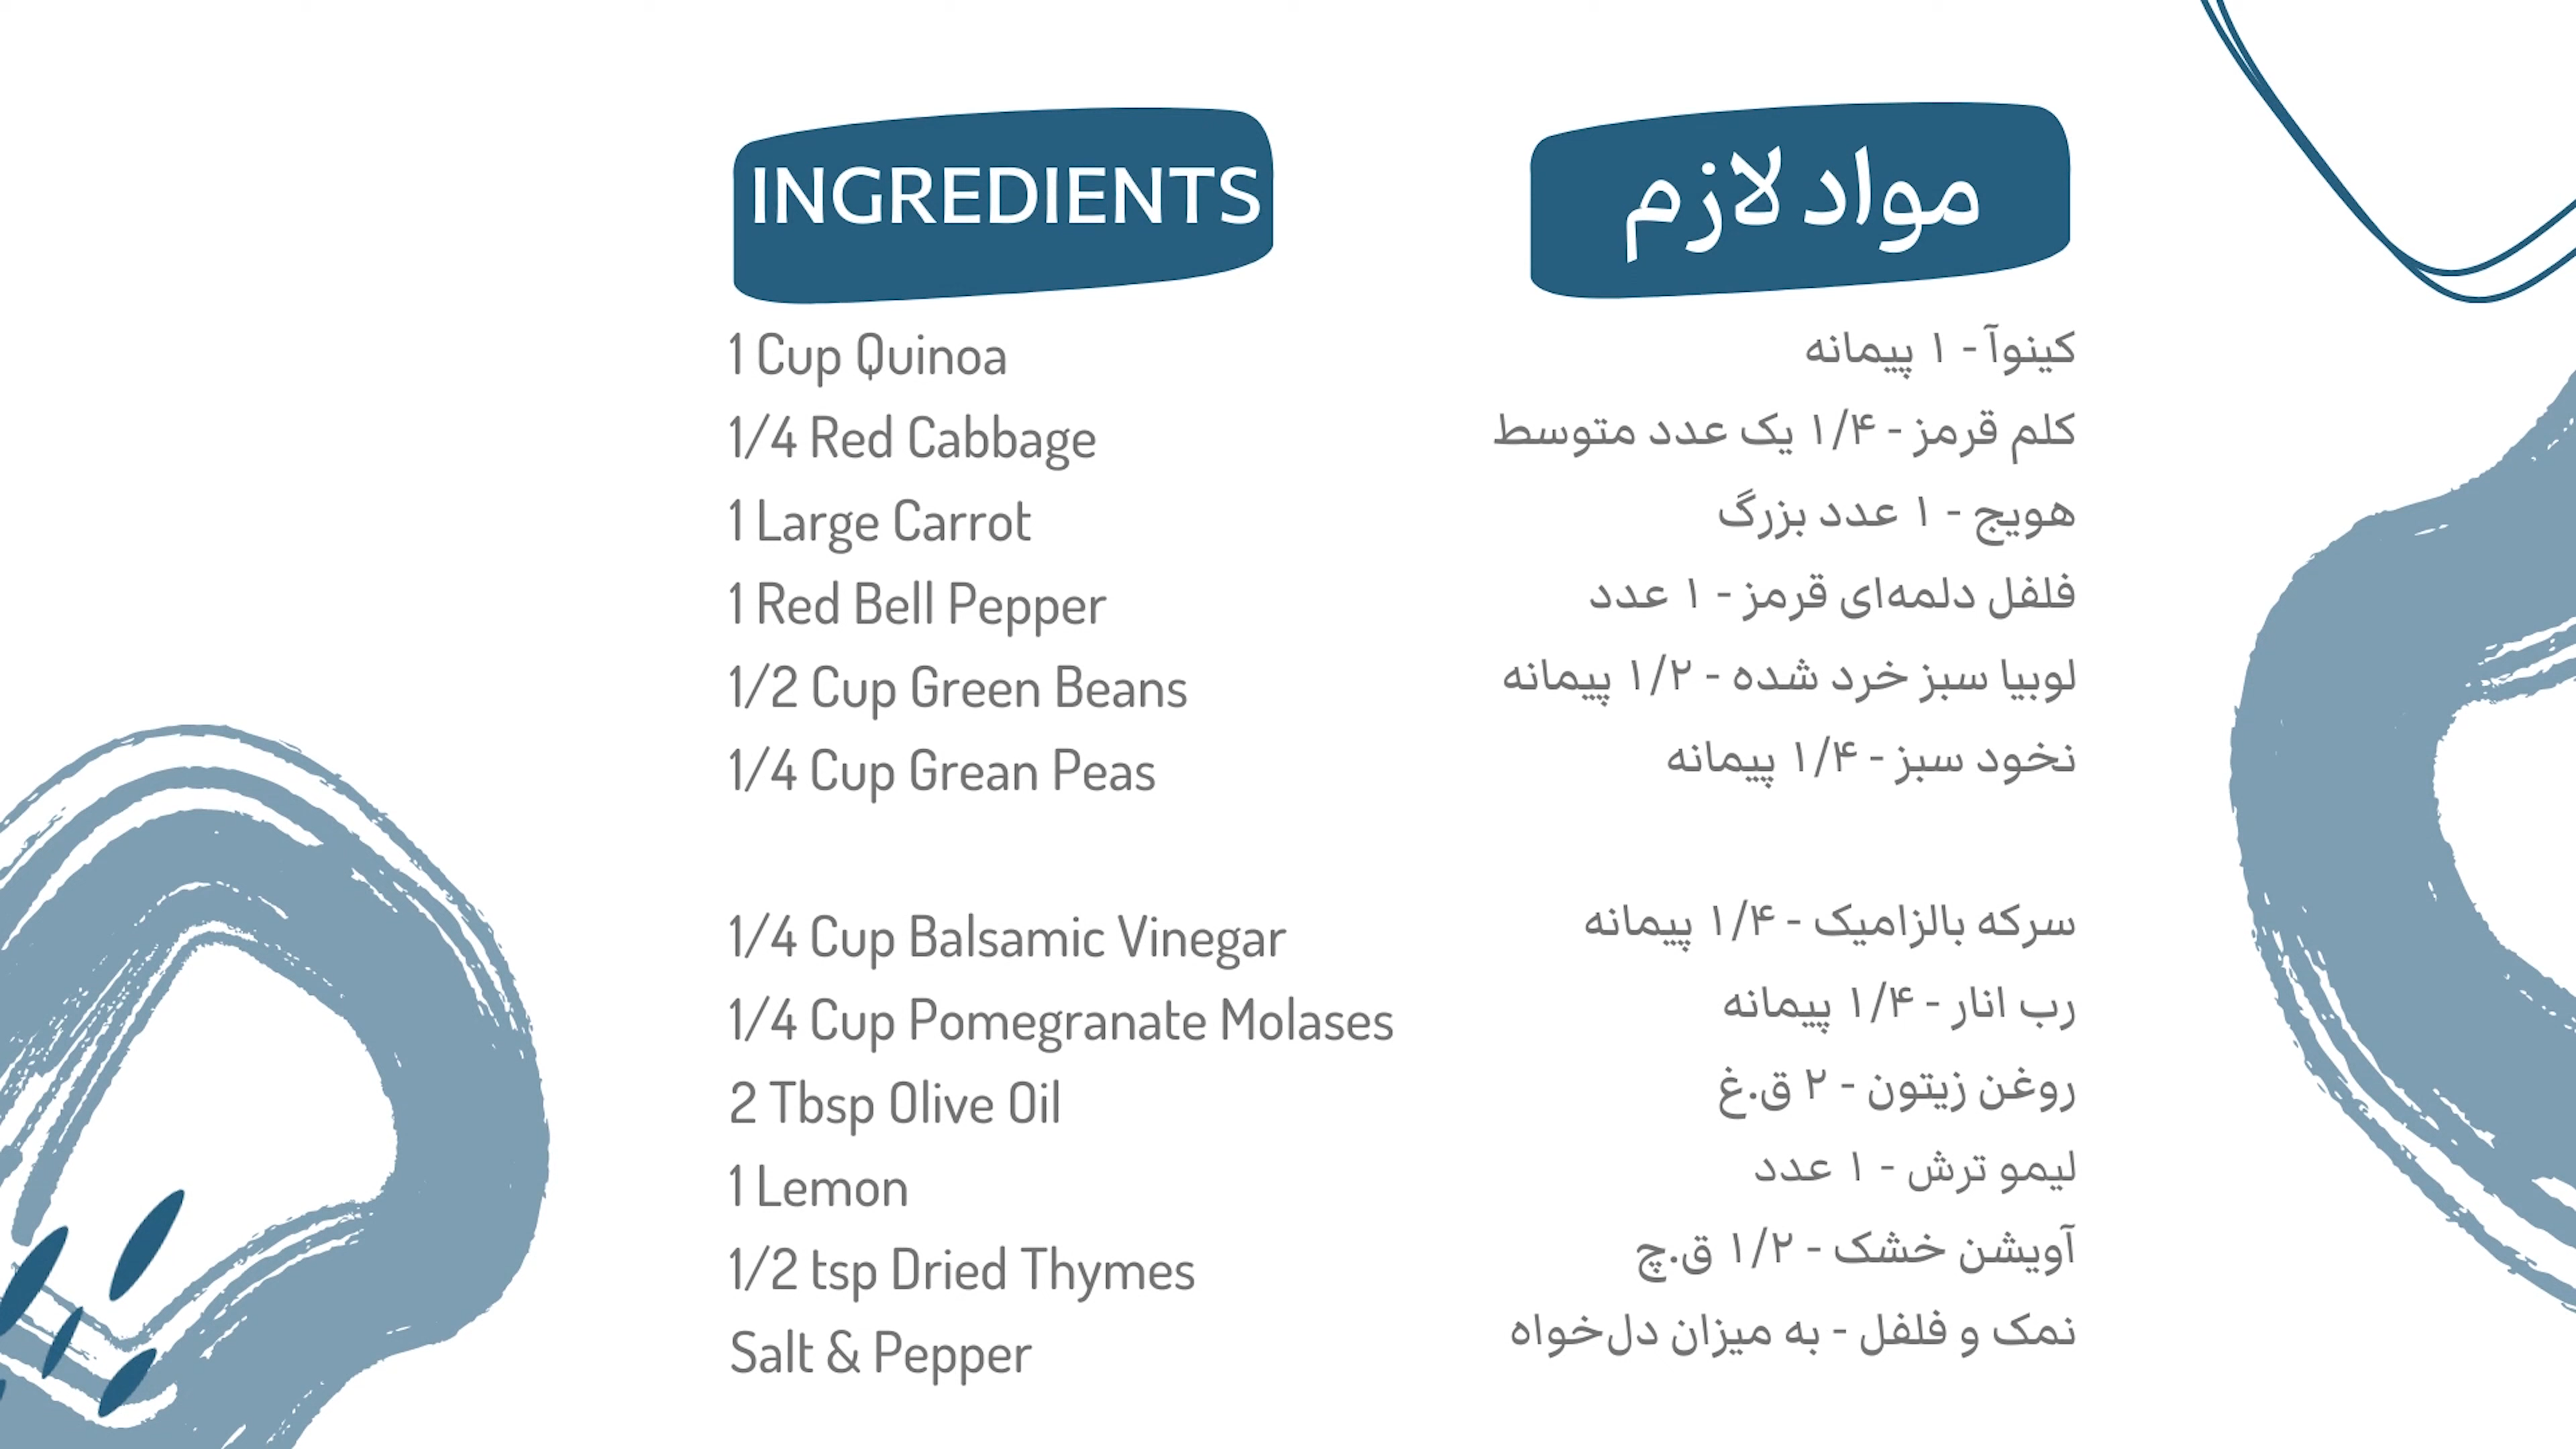 INGREDIENTS
1 Cup Quinoa
1/4 Red Cabbage
1 Large Carrot
1 Red Bell Pepper
1/2 Cup Green Beans
1/4 Cup Grean Peas
1/4 Cup Balsamic Vinegar
1/4 Cup Pomegranate Molases
2 Tbsp Olive Oil
1 Lemon
1/2 tsp Dried Thymes
Salt & Pepper
مواد لازم
کینوآ - ۱ پیمانه
کلم قرمز - ۱/۴ یک عدد متوسط
هویج - ۱ عدد بزرگ
فلفل دلمه‌ای قرمز - ۱ عدد
لوبیا سبز خرد شده - ۱/۲ پیمانه
نخود سبز - ۱/۴ پیمانه
سرکه بالزامیک - ۱/۴ پیمانه
رب انار - ۱/۴ پیمانه
روغن زیتون - ۲ ق.غ
لیمو ترش - ۱ عدد
آویشن خشک - ۱/۲ ق.چ
نمک و فلفل - به میزان دل‌خواه